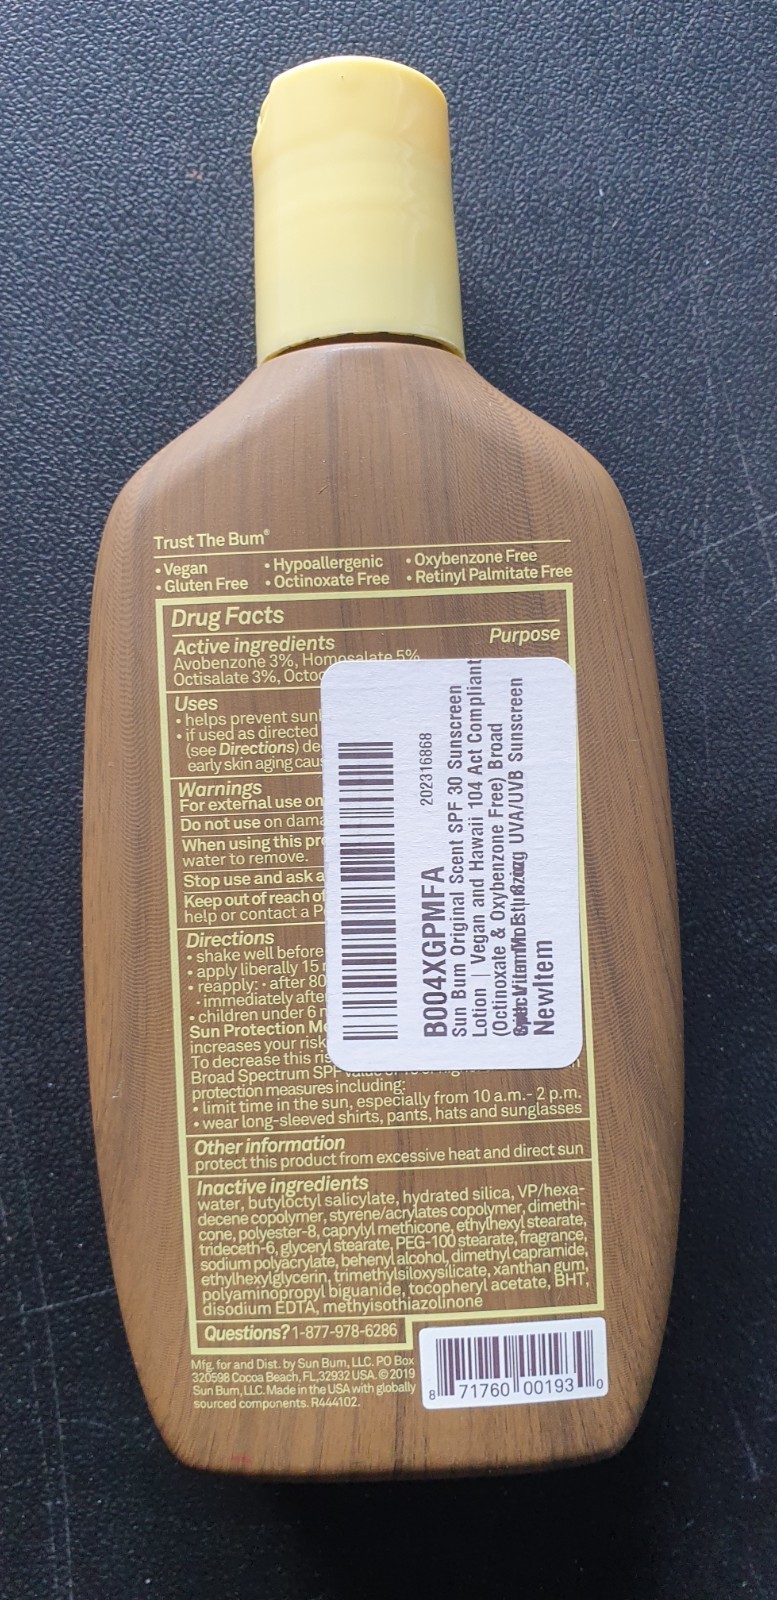 Trust The Bum®
• Vegan • Hypoallergenic • Oxybenzone Free
• Gluten Free • Octinoxate Free • Retinyl Palmitate Free
Drug Facts
Active ingredients Purpose
Avobenzone 3%, Homosalate 5%
Octisalate 3%, Octoc
Uses
• helps prevent sun
• if used as directed
(see Directions) de
early skin aging cau
Warnings
For external use on
Do not use on dama
When using this pr
water to remove.
Stop use and ask a
Keep out of reach of
help or contact a P
Directions
• shake well before
• apply liberally 15
• reapply: • after 80
• immediately afte
• children under 6
Sun Protection Me
increases your risk
To decrease this ris
Broad Spectrum SPF value
protection measures including:
• limit time in the sun, especially from 10 a.m.- 2 p.m.
• wear long-sleeved shirts, pants, hats and sunglasses
Other information
protect this product from excessive heat and direct sun
Inactive ingredients
water, butyloctyl salicylate, hydrated silica, VP/hexa-
decene copolymer, styrene/acrylates copolymer, dimethi-
cone, polyester-8, caprylyl methicone, ethylhexyl stearate,
trideceth-6, glyceryl stearate, PEG-100 stearate, fragrance,
sodium polyacrylate, behenyl alcohol, dimethyl capramide,
ethylhexylglycerin, trimethylsiloxysilicate, xanthan gum,
polyaminopropyl biguanide, tocopheryl acetate, BHT,
disodium EDTA, methyisothiazolinone
Questions? 1-877-978-6286
Mfg. for and Dist. by Sun Bum, LLC. PO Box
320598 Cocoa Beach, FL,32932 USA. © 2019
Sun Bum, LLC. Made in the USA with globally
sourced components. R444102.
8 71760 00193 0
202316868
B004XGPMFA
Sun Bum Original Scent SPF 30 Sunscreen
Lotion | Vegan and Hawaii 104 Act Compliant
(Octinoxate & Oxybenzone Free) Broad
UVA/UVB Sunscreen
NewItem